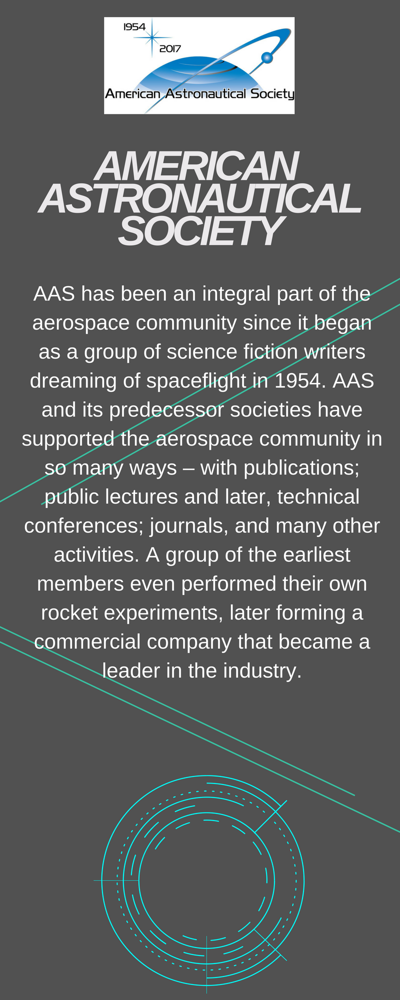 1954
2017
American Astronautical Society
AMERICAN
ASTRONAUTICAL
SOCIETY
AAS has been an integral part of the
aerospace community since it began
as a group of science fiction writers
dreaming of spaceflight in 1954. AAS
and its predecessor societies have
supported the aerospace community in
so many ways – with publications;
public lectures and later, technical
conferences; journals, and many other
activities. A group of the earliest
members even performed their own
rocket experiments, later forming a
commercial company that became a
leader in the industry.